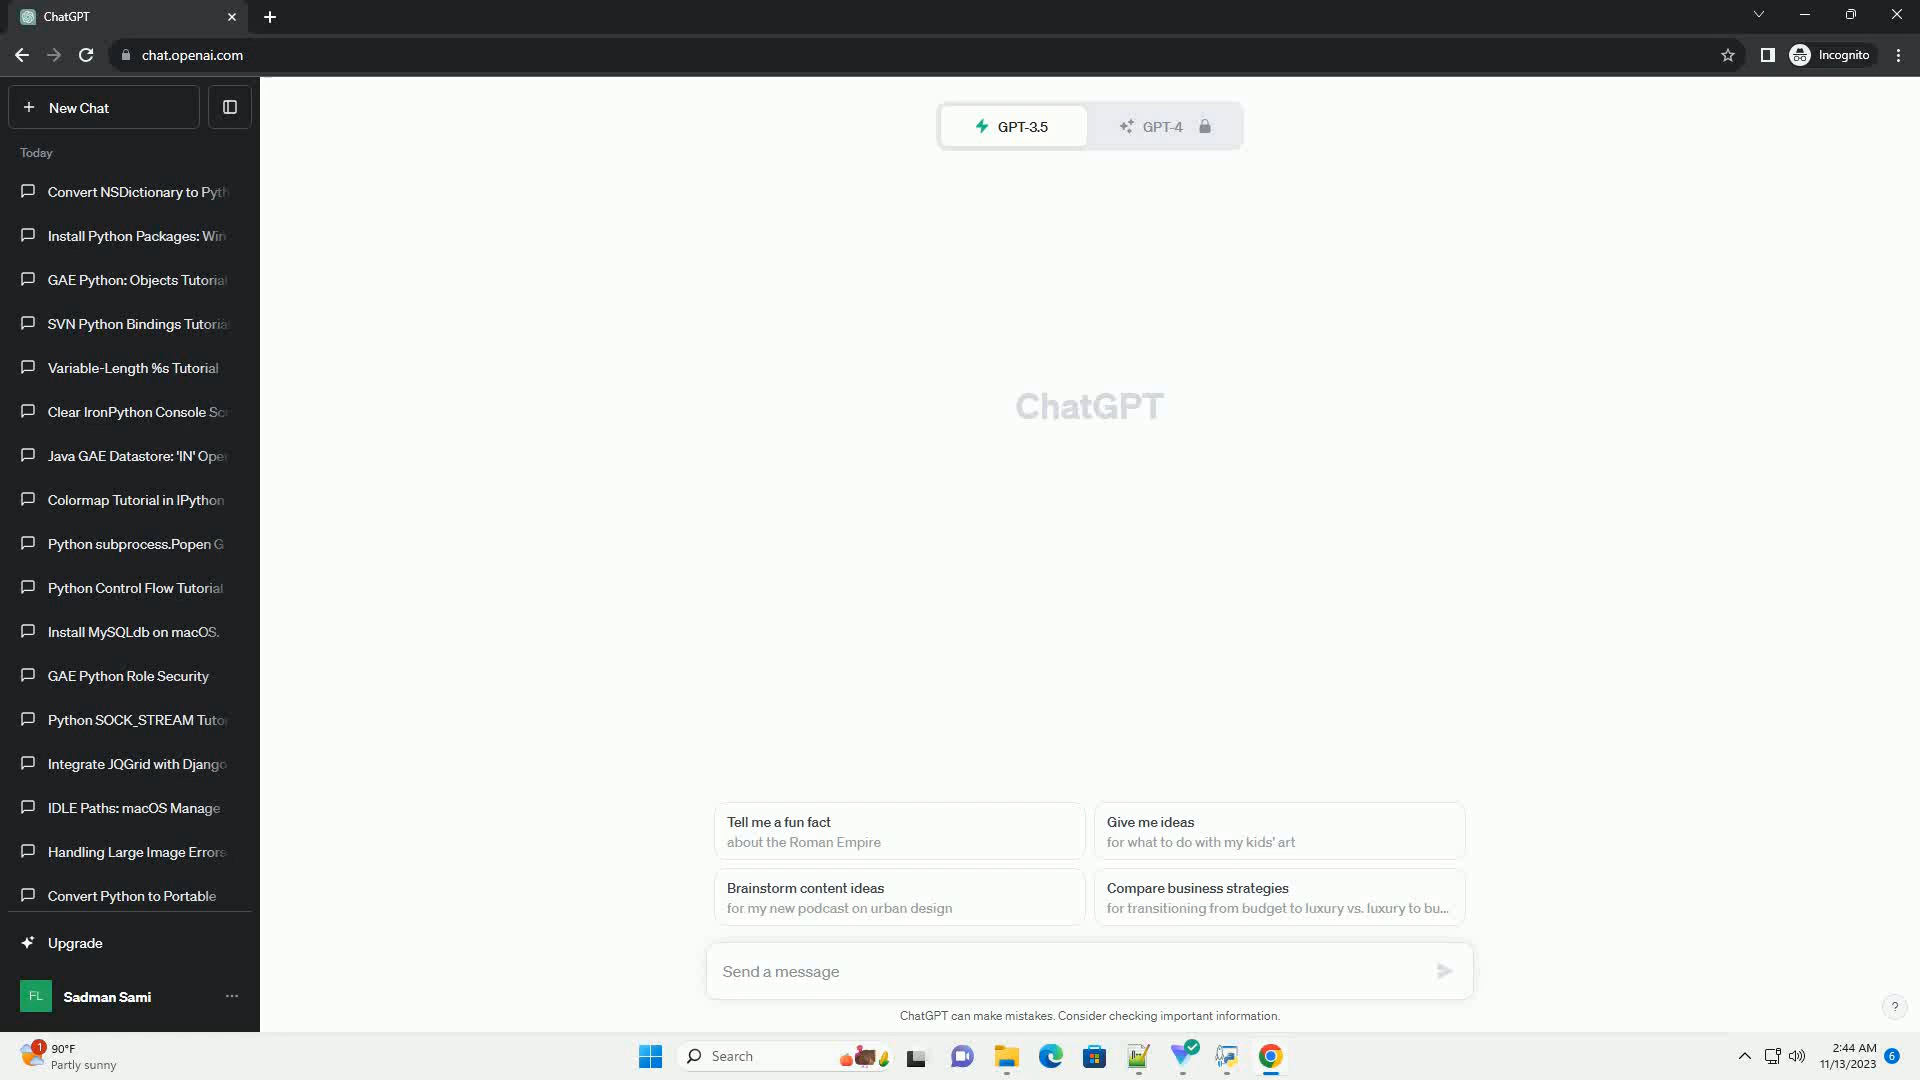 ChatGPT
chat.openai.com
Incognito
New Chat
Today
Convert NSDictionary to Pyth
Install Python Packages: Win
GAE Python: Objects Tutorial
SVN Python Bindings Tutorial
Variable-Length %s Tutorial
Clear IronPython Console Scr
Java GAE Datastore: 'IN' Oper
Colormap Tutorial in IPython
Python subprocess.Popen G
Python Control Flow Tutorial
Install MySQLdb on macOS.
GAE Python Role Security
Python SOCK_STREAM Tutor
Integrate JQGrid with Django
IDLE Paths: macOS Manage
Handling Large Image Errors
Convert Python to Portable
Upgrade
FL
Sadman Sami
GPT-3.5
GPT-4
ChatGPT
Tell me a fun fact
about the Roman Empire
Give me ideas
for what to do with my kids' art
Brainstorm content ideas
for my new podcast on urban design
Compare business strategies
for transitioning from budget to luxury vs. luxury to bu...
Send a message
ChatGPT can make mistakes. Consider checking important information.
?
1
90°F
Partly sunny
Search
2:44 AM
11/13/2023
6